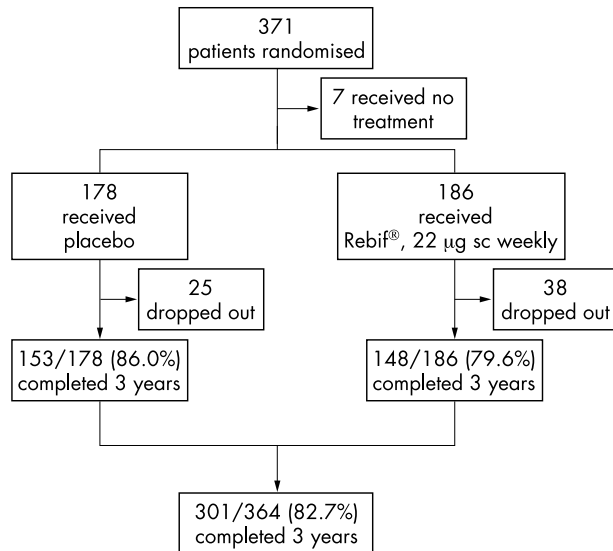 371
patients randomised
7 received no
treatment
178
received
placebo
186
received
Rebif®, 22 µg sc weekly
25
dropped out
38
dropped out
153/178 (86.0%)
completed 3 years
148/186 (79.6%)
completed 3 years
301/364 (82.7%)
completed 3 years